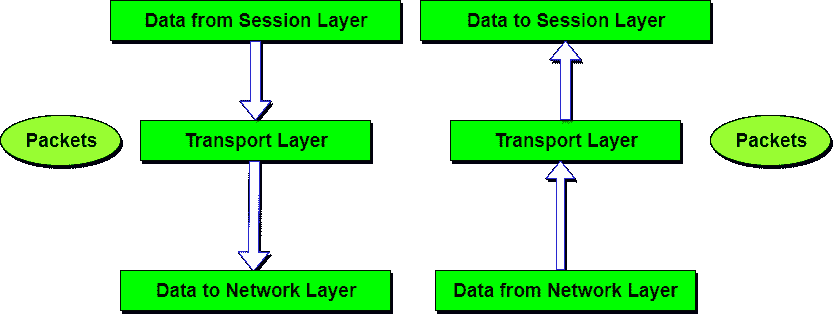 Data from Session Layer
Data to Session Layer
Packets
Transport Layer
Transport Layer
Packets
Data to Network Layer
Data from Network Layer